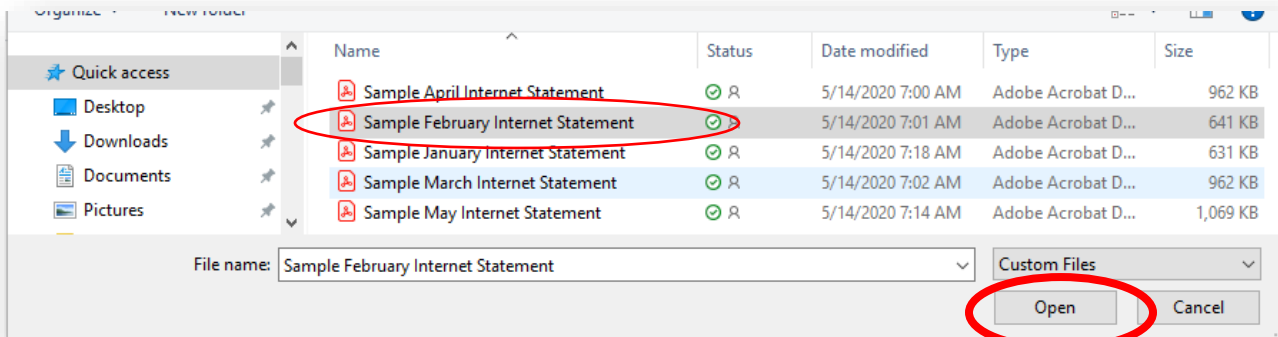 Organize New folder
Name Status Date modified Type Size
Quick access
Desktop
Downloads
Documents
Pictures
Sample April Internet Statement 5/14/2020 7:00 AM Adobe Acrobat D... 962 KB
Sample February Internet Statement 5/14/2020 7:01 AM Adobe Acrobat D... 641 KB
Sample January Internet Statement 5/14/2020 7:18 AM Adobe Acrobat D... 631 KB
Sample March Internet Statement 5/14/2020 7:02 AM Adobe Acrobat D... 962 KB
Sample May Internet Statement 5/14/2020 7:14 AM Adobe Acrobat D... 1,069 KB
File name: Sample February Internet Statement Custom Files
Open Cancel